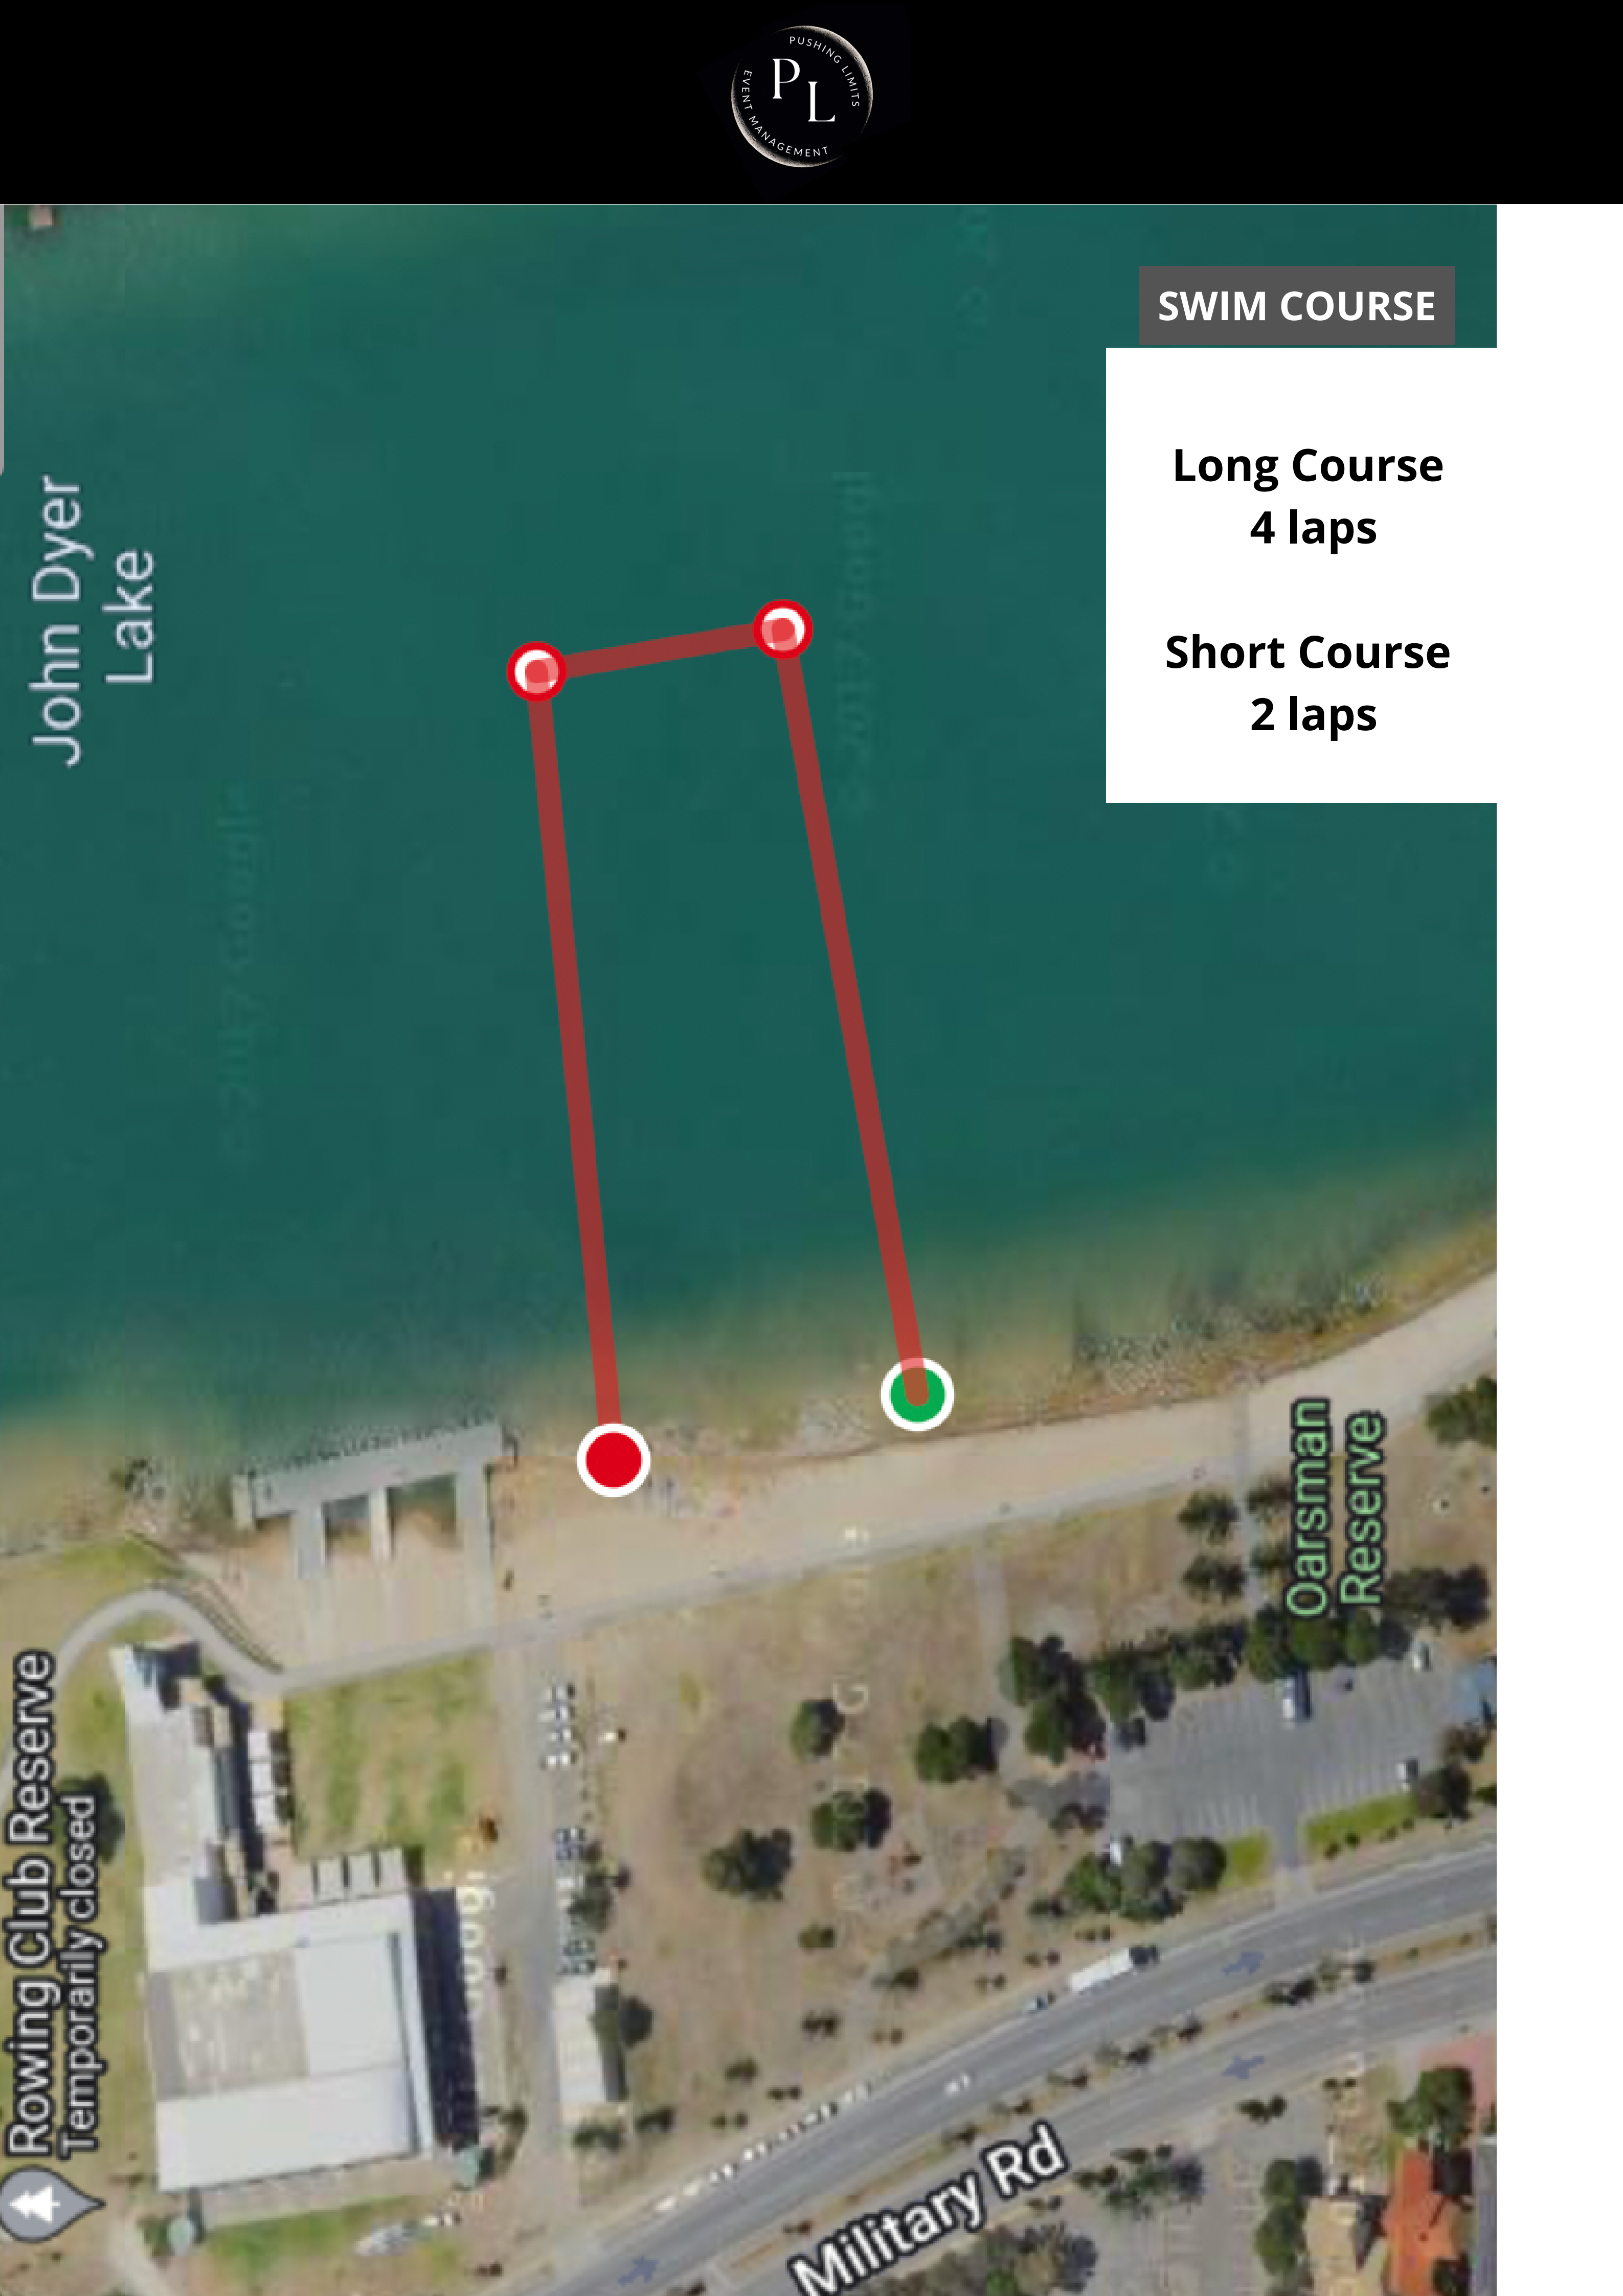 PUSHING LIMITS
P L
EVENT MANAGEMENT
SWIM COURSE
Long Course
4 laps
Short Course
2 laps
John Dyer
Lake
Oarsman
Reserve
Rowing Club Reserve
Temporarily closed
Military Rd